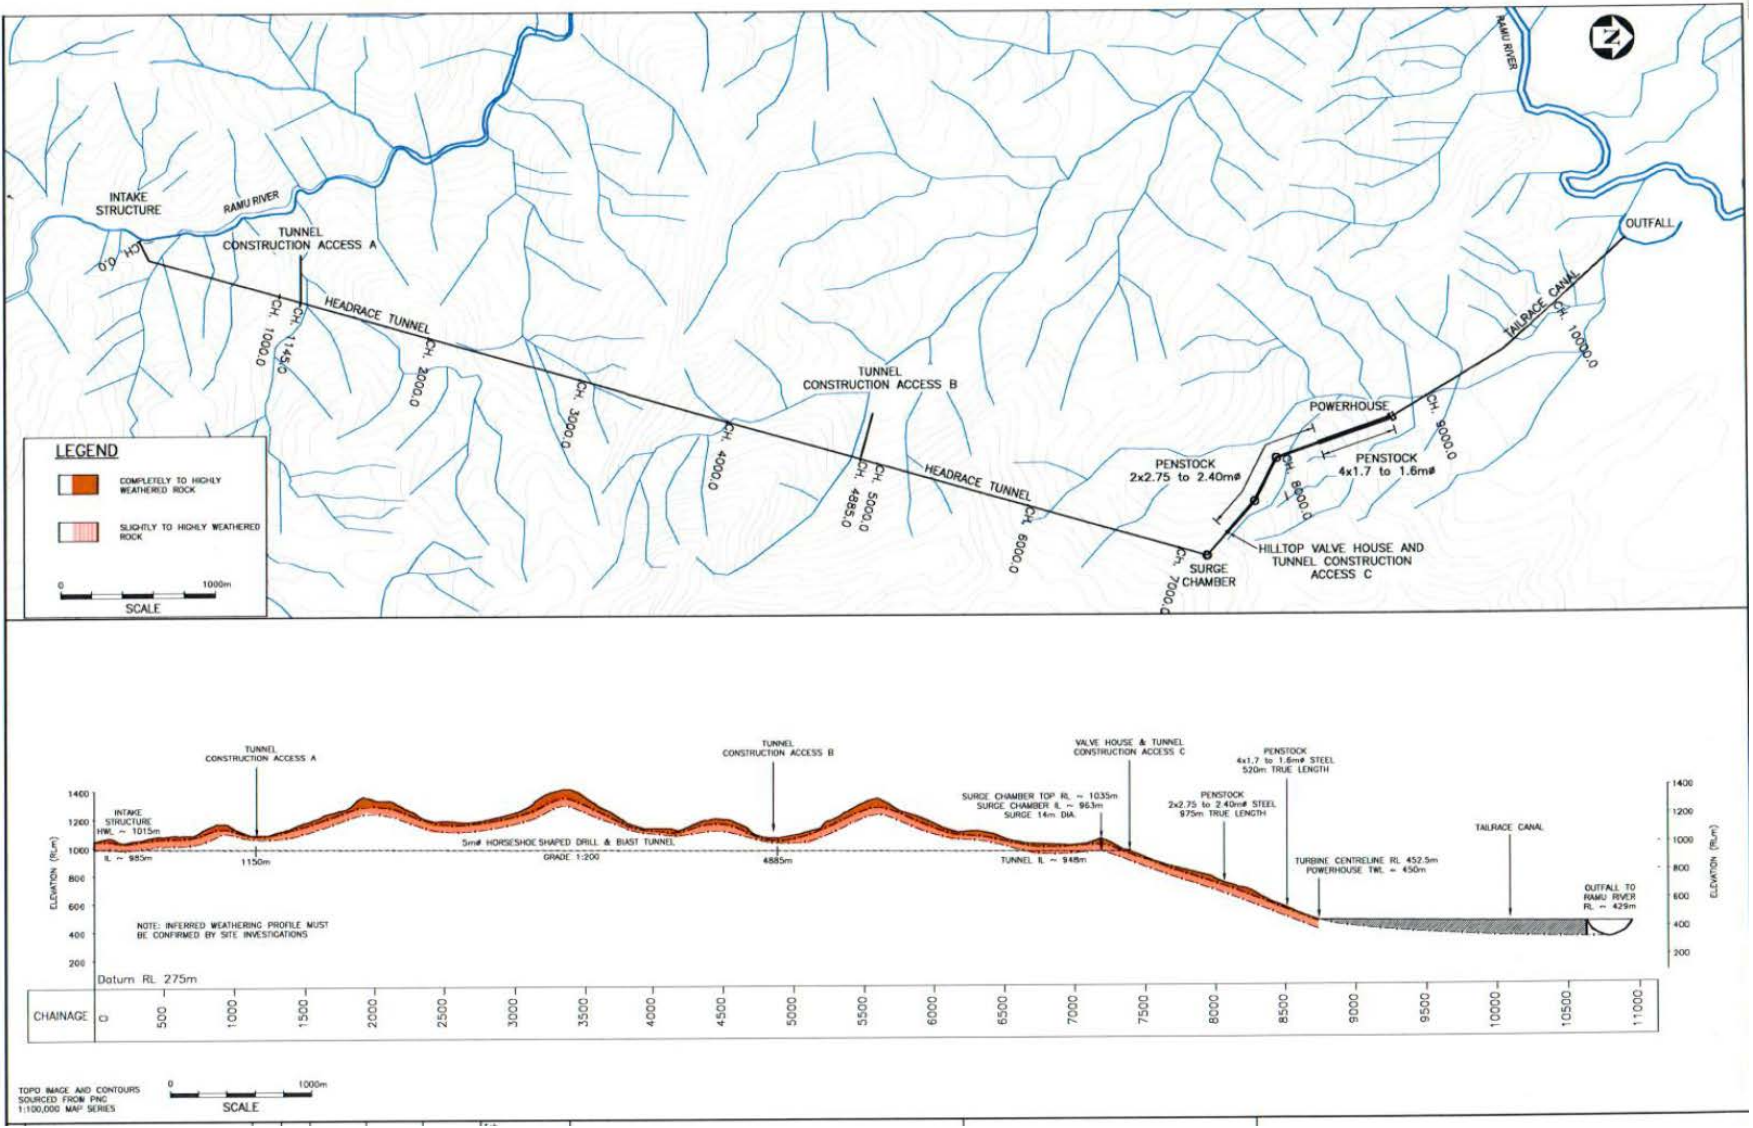 RAMU RIVER
N
INTAKE
STRUCTURE
RAMU RIVER
CH. 0.0
TUNNEL
CONSTRUCTION ACCESS A
OUTFALL
HEADRACE TUNNEL
CH. 1000.0
CH. 1145.0
CH. 2000.0
CH. 3000.0
CH. 4000.0
TUNNEL
CONSTRUCTION ACCESS B
CH. 4885.0
CH. 5000.0
HEADRACE TUNNEL
CH. 6000.0
CH. 7000.0
SURGE
CHAMBER
PENSTOCK
2x2.75 to 2.40mø
CH. 8000.0
HILLTOP VALVE HOUSE AND
TUNNEL CONSTRUCTION
ACCESS C
POWERHOUSE
PENSTOCK
4x1.7 to 1.6mø
CH. 9000.0
TAILRACE CANAL
CH. 10000.0
LEGEND
COMPLETELY TO HIGHLY
WEATHERED ROCK
SLIGHTLY TO HIGHLY WEATHERED
ROCK
0 1000m
SCALE
TUNNEL
CONSTRUCTION ACCESS A
TUNNEL
CONSTRUCTION ACCESS B
VALVE HOUSE & TUNNEL
CONSTRUCTION ACCESS C
PENSTOCK
4x1.7 to 1.6mø STEEL
520m TRUE LENGTH
SURGE CHAMBER TOP RL ~ 1035m
SURGE CHAMBER IL ~ 963m
SURGE 14m DIA.
PENSTOCK
2x2.75 to 2.40mø STEEL
975m TRUE LENGTH
TAILRACE CANAL
INTAKE
STRUCTURE
HWL ~ 1015m
IL ~ 985m
1150m
5mø HORSESHOE SHAPED DRILL & BLAST TUNNEL
GRADE 1:200
4885m
TUNNEL IL ~ 948m
TURBINE CENTRELINE RL 452.5m
POWERHOUSE TWL ~ 450m
OUTFALL TO
RAMU RIVER
RL ~ 429m
1400
1200
1000
800
600
400
200
ELEVATION (RLm)
1400
1200
1000
800
600
400
200
ELEVATION (RLm)
NOTE: INFERRED WEATHERING PROFILE MUST
BE CONFIRMED BY SITE INVESTIGATIONS
Datum RL 275m
CHAINAGE 0 500 1000 1500 2000 2500 3000 3500 4000 4500 5000 5500 6000 6500 7000 7500 8000 8500 9000 9500 10000 10500 11000
TOPO IMAGE AND CONTOURS
SOURCED FROM PNG
1:100,000 MAP SERIES
0 1000m
SCALE